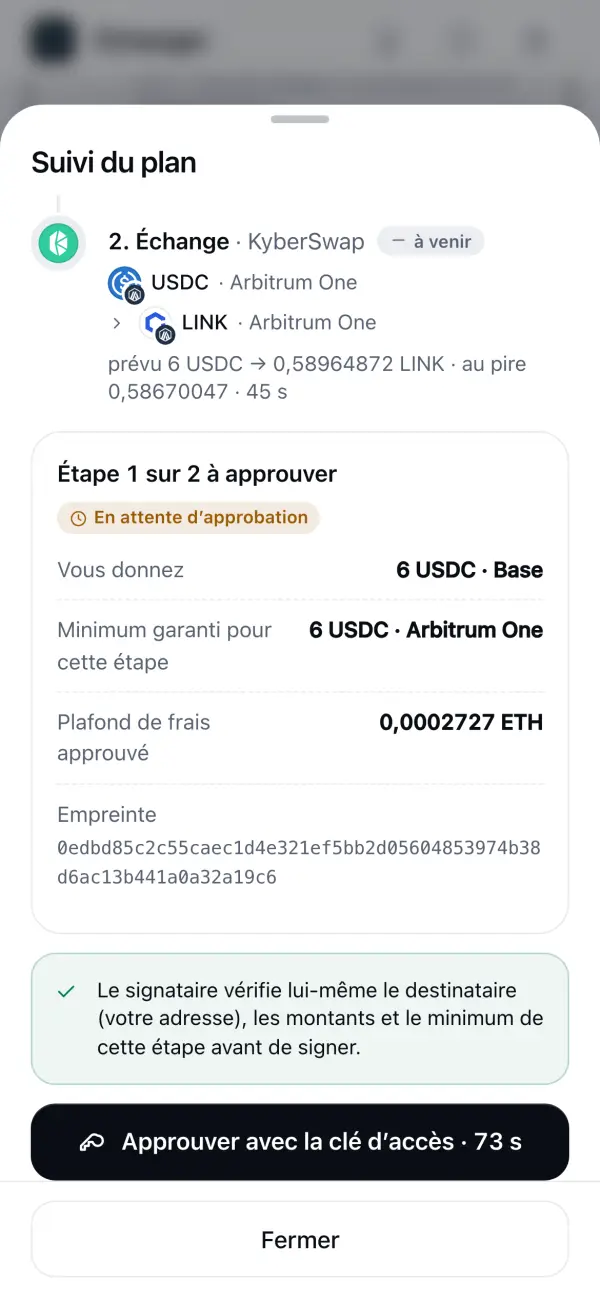 Suivi du plan
2. Échange · KyberSwap — à venir
USDC · Arbitrum One
> LINK · Arbitrum One
prévu 6 USDC → 0,58964872 LINK · au pire
0,58670047 · 45 s
Étape 1 sur 2 à approuver
En attente d’approbation
Vous donnez 6 USDC · Base
Minimum garanti pour 6 USDC · Arbitrum One
cette étape
Plafond de frais 0,0002727 ETH
approuvé
Empreinte
0edbd85c2c55caec1d4e321ef5bb2d05604853974b38
d6ac13b441a0a32a19c6
Le signataire vérifie lui-même le destinataire
(votre adresse), les montants et le minimum de
cette étape avant de signer.
Approuver avec la clé d’accès · 73 s
Fermer